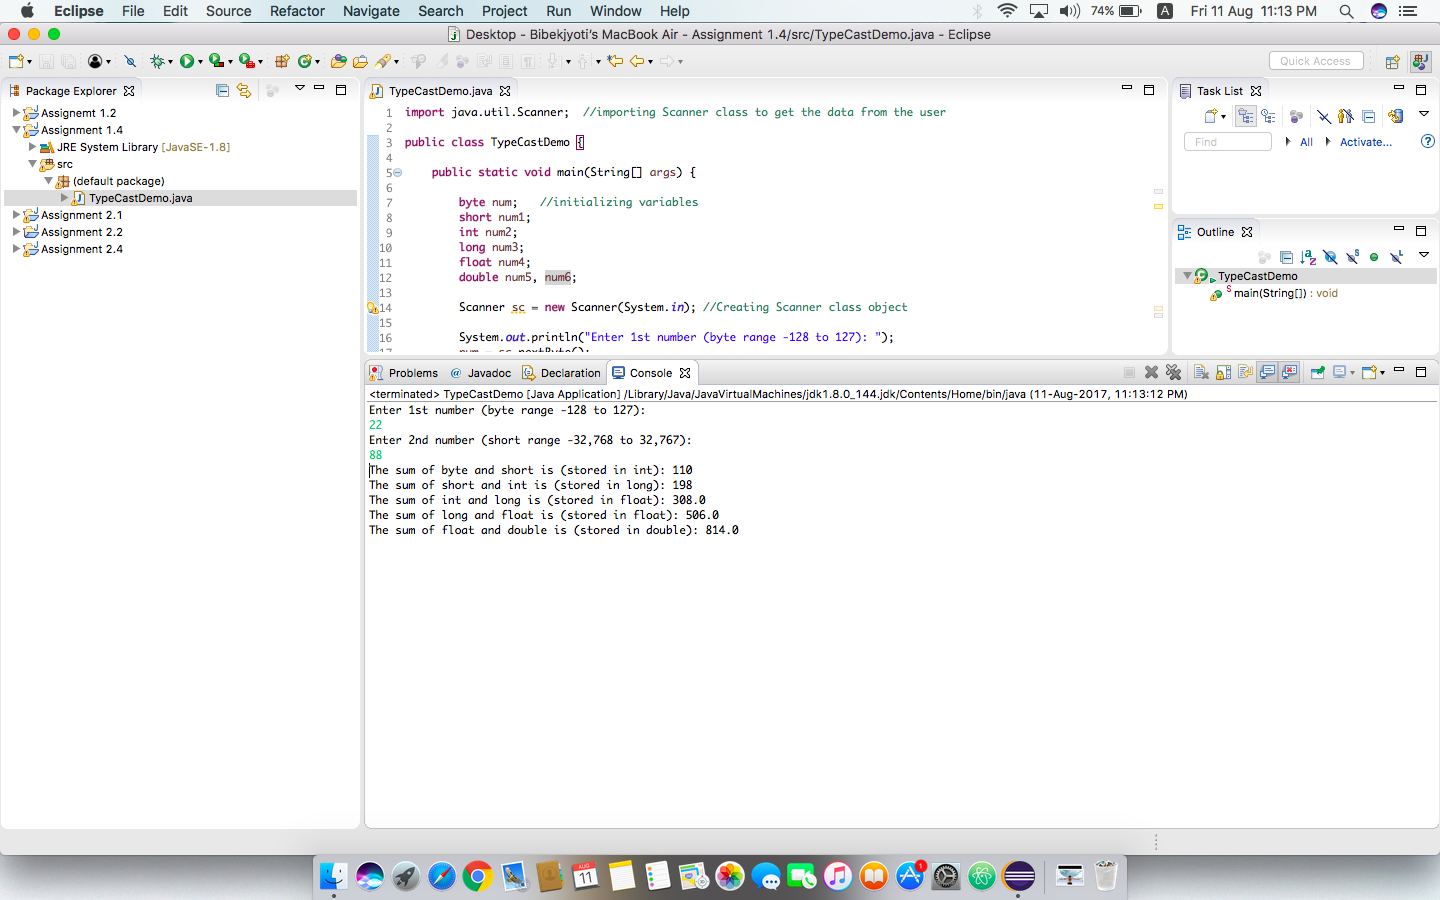 Eclipse File Edit Source Refactor Navigate Search Project Run Window Help 74% A Fri 11 Aug 11:13 PM
Desktop - Bibekjyoti's MacBook Air - Assignment 1.4/src/TypeCastDemo.java - Eclipse
Quick Access
Package Explorer
Assignemt 1.2
Assignment 1.4
JRE System Library [JavaSE-1.8]
src
(default package)
TypeCastDemo.java
Assignment 2.1
Assignment 2.2
Assignment 2.4
TypeCastDemo.java
1 import java.util.Scanner; //importing Scanner class to get the data from the user
2
3 public class TypeCastDemo {
4
5 public static void main(String[] args) {
6
7 byte num; //initializing variables
8 short num1;
9 int num2;
10 long num3;
11 float num4;
12 double num5, num6;
13
14 Scanner sc = new Scanner(System.in); //Creating Scanner class object
15
16 System.out.println("Enter 1st number (byte range -128 to 127): ");
17 num = sc.nextByte();
Task List
Find All Activate...
Outline
TypeCastDemo
main(String[]) : void
Problems @ Javadoc Declaration Console
<terminated> TypeCastDemo [Java Application] /Library/Java/JavaVirtualMachines/jdk1.8.0_144.jdk/Contents/Home/bin/java (11-Aug-2017, 11:13:12 PM)
Enter 1st number (byte range -128 to 127):
22
Enter 2nd number (short range -32,768 to 32,767):
88
The sum of byte and short is (stored in int): 110
The sum of short and int is (stored in long): 198
The sum of int and long is (stored in float): 308.0
The sum of long and float is (stored in float): 506.0
The sum of float and double is (stored in double): 814.0
AUG
11
1